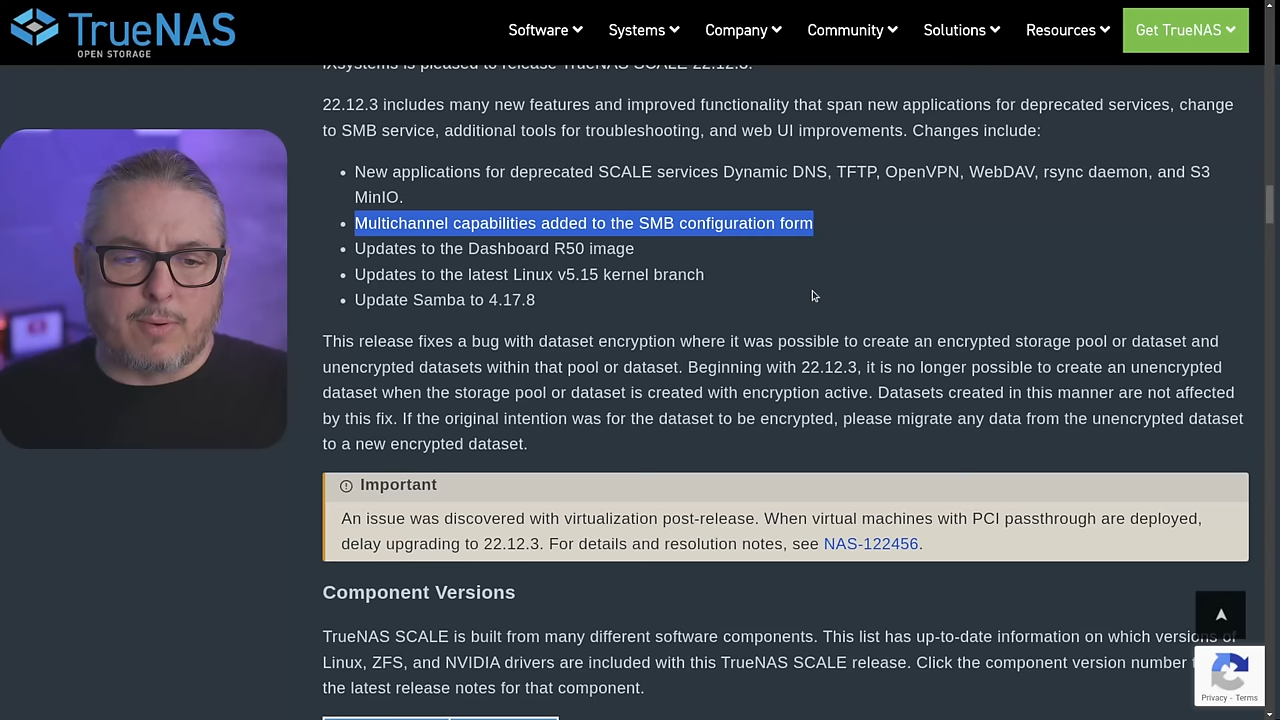 TrueNAS
OPEN STORAGE
Software
Systems
Company
Community
Solutions
Resources
Get TrueNAS
iXsystems is pleased to release TrueNAS SCALE 22.12.3.
22.12.3 includes many new features and improved functionality that span new applications for deprecated services, change
to SMB service, additional tools for troubleshooting, and web UI improvements. Changes include:
• New applications for deprecated SCALE services Dynamic DNS, TFTP, OpenVPN, WebDAV, rsync daemon, and S3
MinIO.
• Multichannel capabilities added to the SMB configuration form
• Updates to the Dashboard R50 image
• Updates to the latest Linux v5.15 kernel branch
• Update Samba to 4.17.8
This release fixes a bug with dataset encryption where it was possible to create an encrypted storage pool or dataset and
unencrypted datasets within that pool or dataset. Beginning with 22.12.3, it is no longer possible to create an unencrypted
dataset when the storage pool or dataset is created with encryption active. Datasets created in this manner are not affected
by this fix. If the original intention was for the dataset to be encrypted, please migrate any data from the unencrypted dataset
to a new encrypted dataset.
Important
An issue was discovered with virtualization post-release. When virtual machines with PCI passthrough are deployed,
delay upgrading to 22.12.3. For details and resolution notes, see NAS-122456.
Component Versions
TrueNAS SCALE is built from many different software components. This list has up-to-date information on which versions of
Linux, ZFS, and NVIDIA drivers are included with this TrueNAS SCALE release. Click the component version number
the latest release notes for that component.
Privacy - Terms